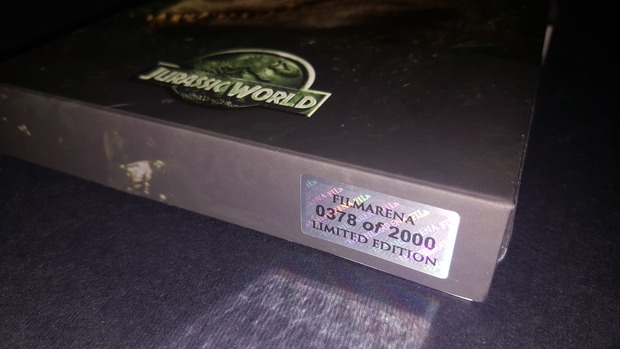 JURASSIC WORLD
FILMARENA
0378 of 2000
LIMITED EDITION